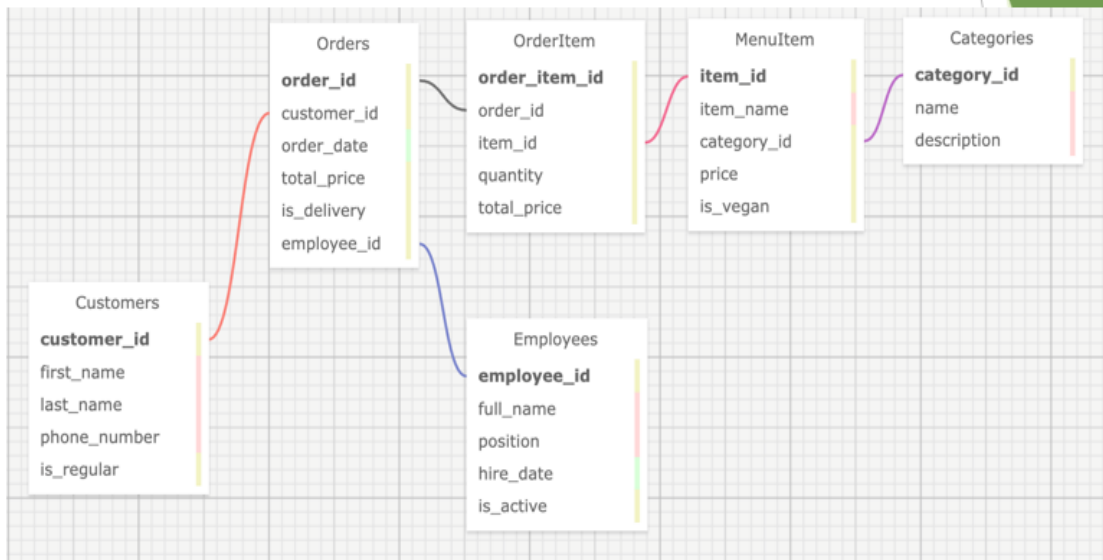 Orders
order_id
customer_id
order_date
total_price
is_delivery
employee_id
OrderItem
order_item_id
order_id
item_id
quantity
total_price
MenuItem
item_id
item_name
category_id
price
is_vegan
Categories
category_id
name
description
Customers
customer_id
first_name
last_name
phone_number
is_regular
Employees
employee_id
full_name
position
hire_date
is_active